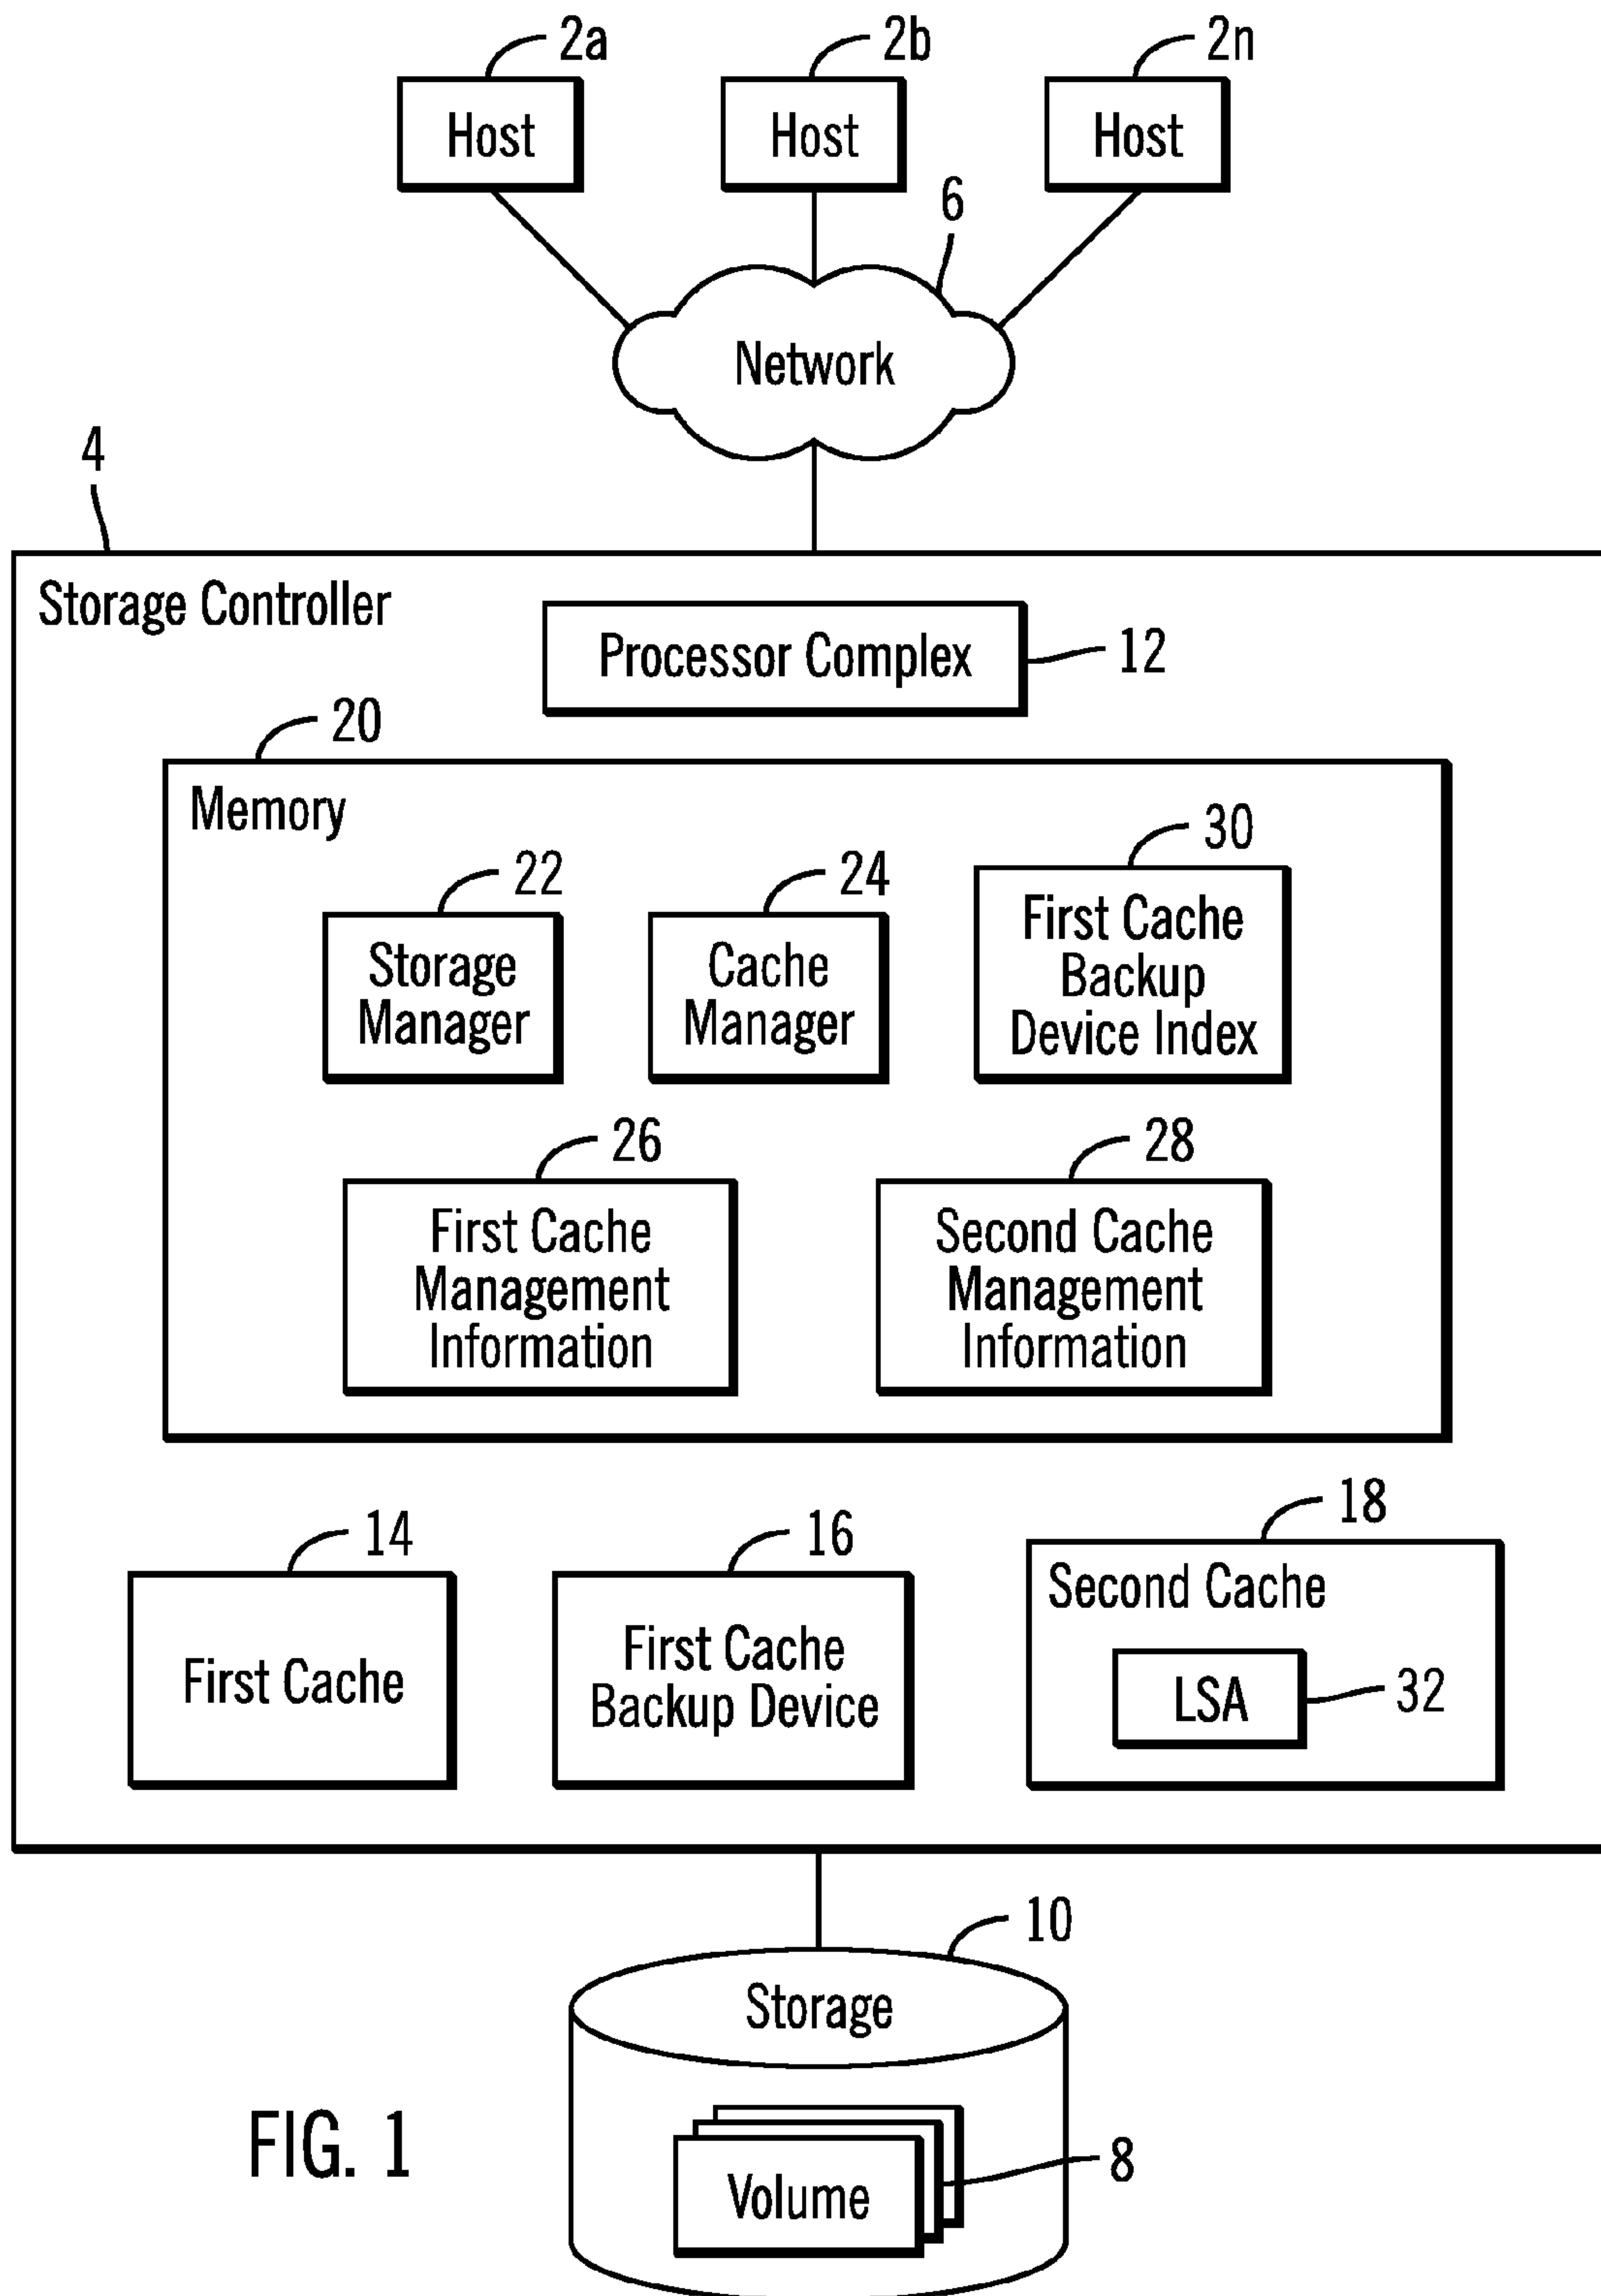 2a
2b
2n
Host
Host
Host
6
Network
4
Storage Controller
Processor Complex
12
20
Memory
22
24
30
Storage
Manager
Cache
Manager
First Cache
Backup
Device Index
26
28
First Cache
Management
Information
Second Cache
Management
Information
14
16
18
First Cache
First Cache
Backup Device
Second Cache
LSA
32
10
Storage
Volume
8
FIG. 1